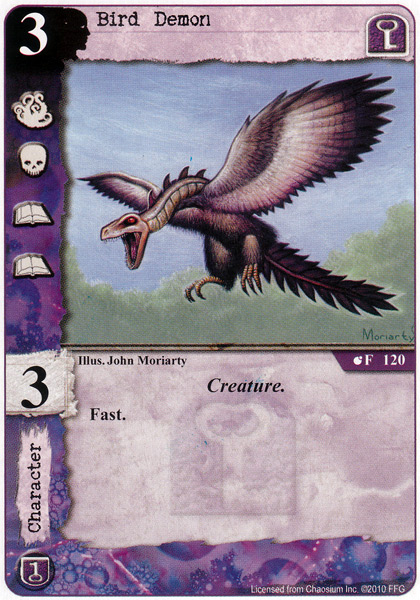 3
Bird Demon
Moriarty
Illus. John Moriarty
F 120
3
Creature.
Fast.
Character
1
Licensed from Chaosium Inc. ©2010 FFG